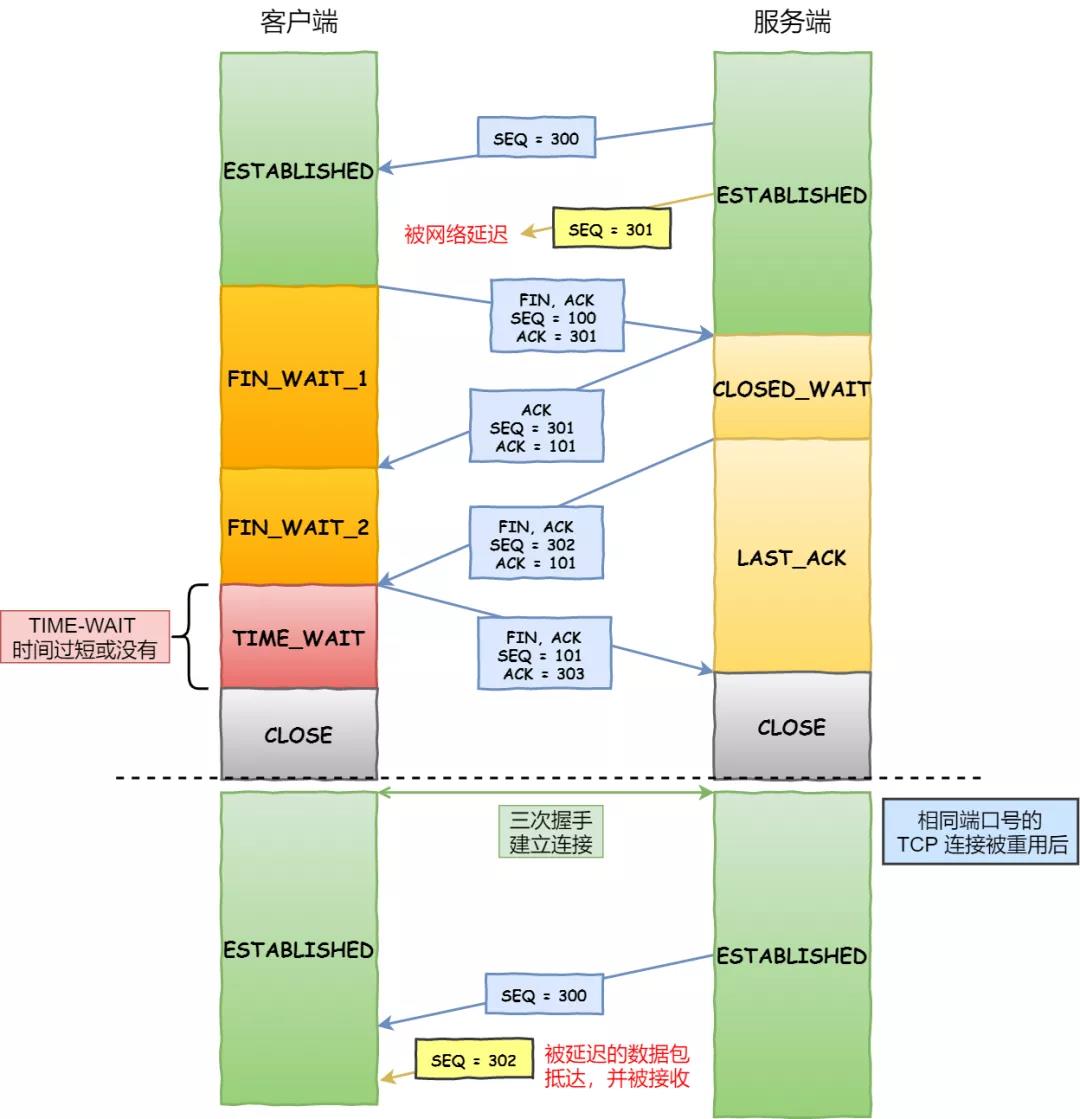 客户端
服务端
SEQ = 300
ESTABLISHED
ESTABLISHED
SEQ = 301
被网络延迟
FIN, ACK
SEQ = 100
ACK = 301
FIN_WAIT_1
CLOSED_WAIT
ACK
SEQ = 301
ACK = 101
FIN_WAIT_2
FIN, ACK
SEQ = 302
ACK = 101
LAST_ACK
TIME-WAIT
时间过短或没有
TIME_WAIT
FIN, ACK
SEQ = 101
ACK = 303
CLOSE
CLOSE
三次握手
建立连接
相同端口号的
TCP 连接被重用后
ESTABLISHED
ESTABLISHED
SEQ = 300
SEQ = 302
被延迟的数据包
抵达，并被接收